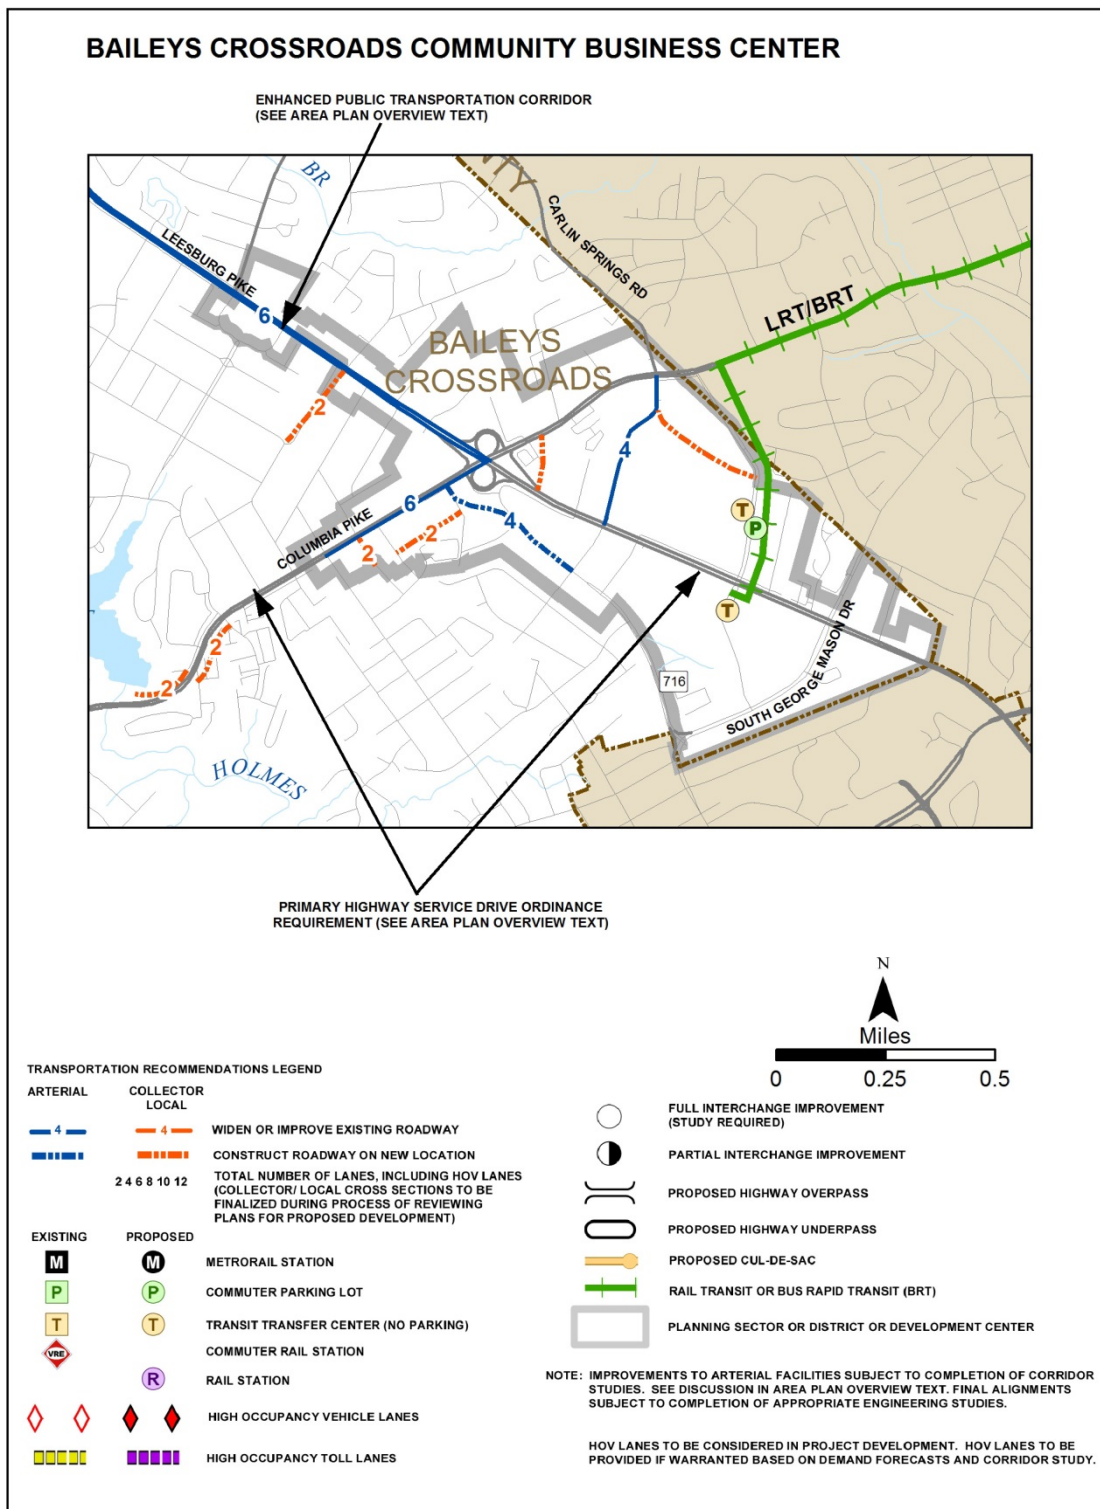 BAILEYS CROSSROADS COMMUNITY BUSINESS CENTER
ENHANCED PUBLIC TRANSPORTATION CORRIDOR
(SEE AREA PLAN OVERVIEW TEXT)
BR
NTY
CARLIN SPRINGS RD
LEESBURG PIKE
6
LRT/BRT
BAILEYS
CROSSROADS
2
4
6
4
T
P
COLUMBIA PIKE
2
2
T
2
2
716
SOUTH GEORGE MASON DR
HOLMES
PRIMARY HIGHWAY SERVICE DRIVE ORDINANCE
REQUIREMENT (SEE AREA PLAN OVERVIEW TEXT)
N
Miles
0 0.25 0.5
TRANSPORTATION RECOMMENDATIONS LEGEND
ARTERIAL
COLLECTOR
LOCAL
4 4 WIDEN OR IMPROVE EXISTING ROADWAY
CONSTRUCT ROADWAY ON NEW LOCATION
2 4 6 8 10 12 TOTAL NUMBER OF LANES, INCLUDING HOV LANES
(COLLECTOR/ LOCAL CROSS SECTIONS TO BE
FINALIZED DURING PROCESS OF REVIEWING
PLANS FOR PROPOSED DEVELOPMENT)
EXISTING PROPOSED
M M METRORAIL STATION
P P COMMUTER PARKING LOT
T T TRANSIT TRANSFER CENTER (NO PARKING)
VRE COMMUTER RAIL STATION
R RAIL STATION
HIGH OCCUPANCY VEHICLE LANES
HIGH OCCUPANCY TOLL LANES
FULL INTERCHANGE IMPROVEMENT
(STUDY REQUIRED)
PARTIAL INTERCHANGE IMPROVEMENT
PROPOSED HIGHWAY OVERPASS
PROPOSED HIGHWAY UNDERPASS
PROPOSED CUL-DE-SAC
RAIL TRANSIT OR BUS RAPID TRANSIT (BRT)
PLANNING SECTOR OR DISTRICT OR DEVELOPMENT CENTER
NOTE: IMPROVEMENTS TO ARTERIAL FACILITIES SUBJECT TO COMPLETION OF CORRIDOR
STUDIES. SEE DISCUSSION IN AREA PLAN OVERVIEW TEXT. FINAL ALIGNMENTS
SUBJECT TO COMPLETION OF APPROPRIATE ENGINEERING STUDIES.
HOV LANES TO BE CONSIDERED IN PROJECT DEVELOPMENT. HOV LANES TO BE
PROVIDED IF WARRANTED BASED ON DEMAND FORECASTS AND CORRIDOR STUDY.